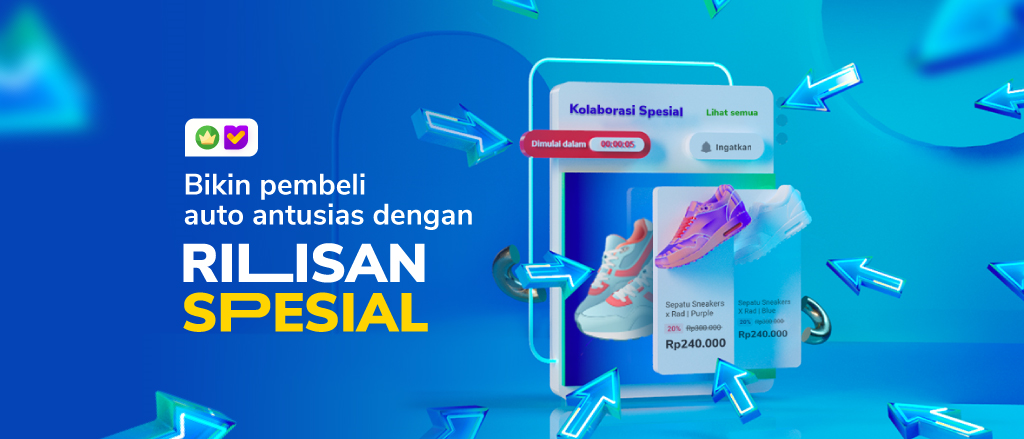 Bikin pembeli
auto antusias dengan
RILISAN
SPESIAL
Kolaborasi Spesial
Lihat semua
Dimulai dalam 00:00:05
Ingatkan
Sepatu Sneakers
x Red | Purple
20% Rp300.000
Rp240.000
Sepatu Sneakers
x Red | Blue
20% Rp300.000
Rp240.000